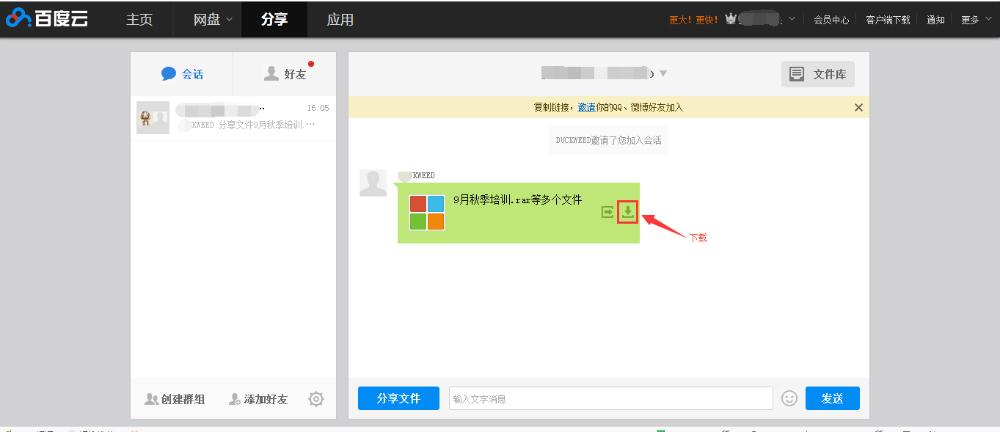 百度云 主页 网盘 分享 应用 更大！更快！ 会员中心 客户端下载 通知 更多
会话 好友
文件库
16:05
KWEED:分享文件9月秋季培训.…
复制链接，邀请你的QQ、微博好友加入
DUCKWEED邀请了您加入会话
KWEED
9月秋季培训.rar等多个文件
下载
创建群组 添加好友
分享文件 输入文字消息 发送